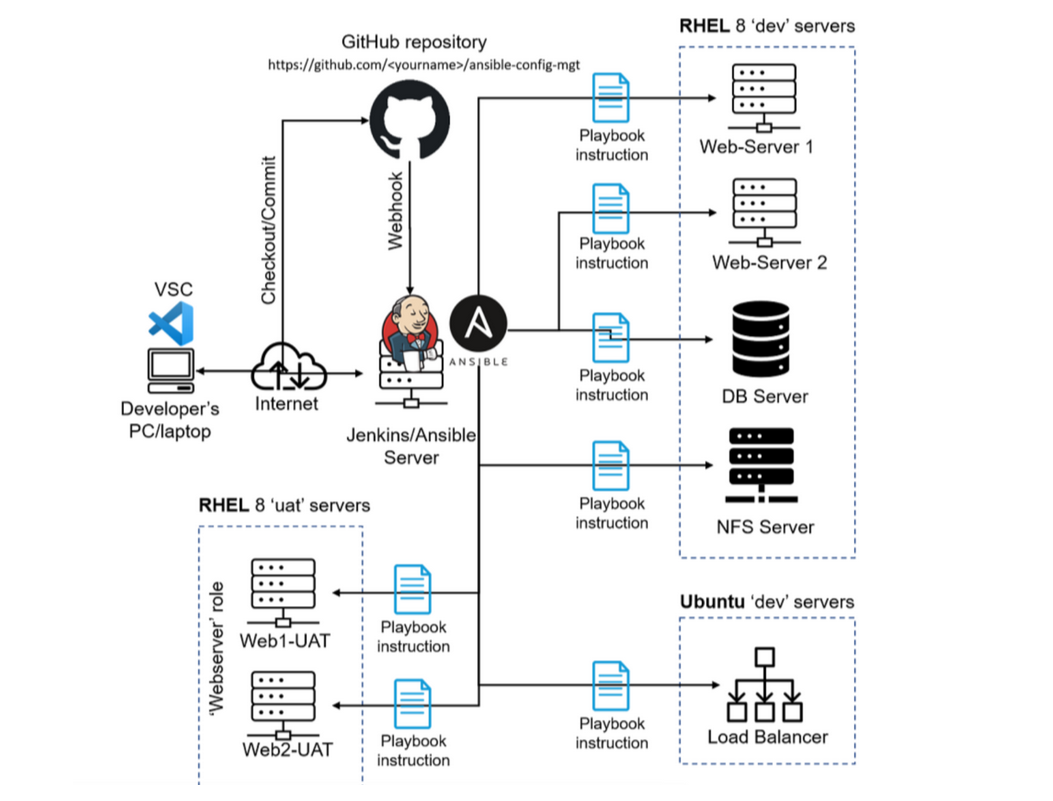 RHEL 8 ‘dev’ servers
GitHub repository
https://github.com/<yourname>/ansible-config-mgt
Playbook
instruction
Web-Server 1
Checkout/Commit
Webhook
Playbook
instruction
Web-Server 2
VSC
ANSIBLE
Playbook
instruction
DB Server
Developer’s
PC/laptop
Internet
Jenkins/Ansible
Server
Playbook
instruction
NFS Server
RHEL 8 ‘uat’ servers
‘Webserver’ role
Web1-UAT
Playbook
instruction
Web2-UAT
Playbook
instruction
Ubuntu ‘dev’ servers
Playbook
instruction
Load Balancer